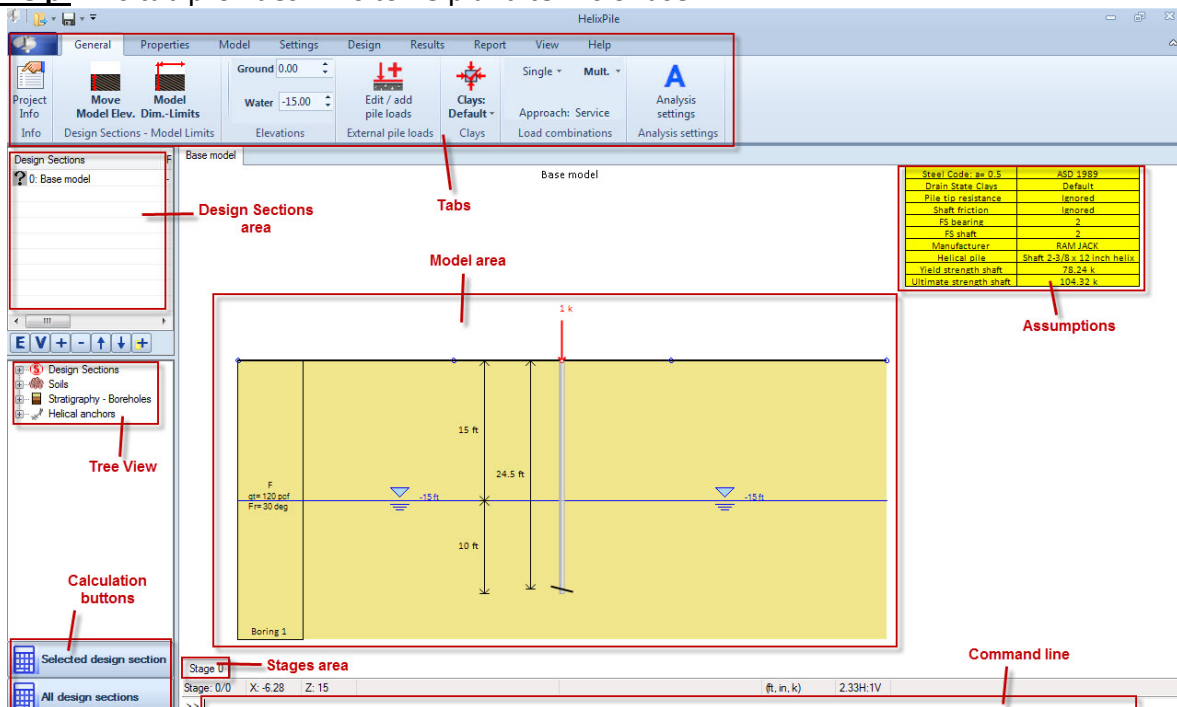 HelixPile
General Properties Model Settings Design Results Report View Help
Project Info
Move Model Elev.
Model Dim.-Limits
Ground 0.00
Water -15.00
Edit / add pile loads
Clays: Default
Single Mult.
Approach: Service
A
Analysis settings
Info Design Sections - Model Limits Elevations External pile loads Clays Load combinations Analysis settings
Design Sections F
0: Base model
Base model
Base model
Tabs
Design Sections area
Model area
Steel Code: a= 0.5 ASD 1989
Drain State Clays Default
Pile tip resistance Ignored
Shaft friction Ignored
FS bearing 2
FS shaft 2
Manufacturer RAM JACK
Helical pile Shaft 2-3/8 x 12 inch helix
Yield strength shaft 78.24 k
Ultimate strength shaft 104.32 k
Assumptions
E V + - ↑ ↓ +
Design Sections
Soils
Stratigraphy - Boreholes
Helical anchors
Tree View
1 k
15 ft
24.5 ft
F
qt= 120 pcf
Fr= 30 deg
-15 ft
-15 ft
10 ft
Boring 1
Calculation buttons
Selected design section
All design sections
Stage 0
Stages area
Command line
Stage: 0/0 X: -6.28 Z: 15 (ft, in, k) 2.33H:1V
>>